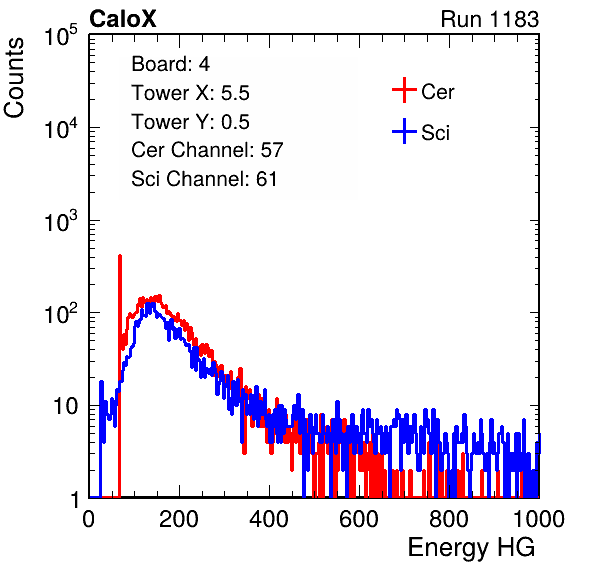 CaloX Run 1183
Counts
10^5
10^4
10^3
10^2
10
1
Board: 4
Tower X: 5.5
Tower Y: 0.5
Cer Channel: 57
Sci Channel: 61
Cer
Sci
0 200 400 600 800 1000
Energy HG